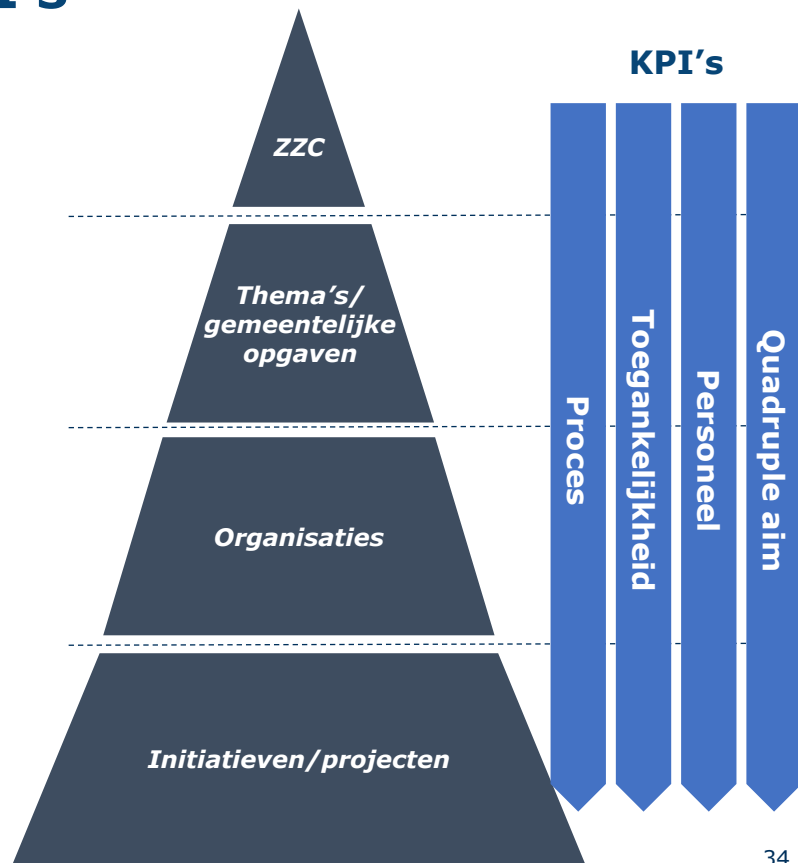 KPI's
ZZC
Thema's/
gemeentelijke
opgaven
Organisaties
Initiatieven/projecten
Proces
Toegankelijkheid
Personeel
Quadruple aim
34